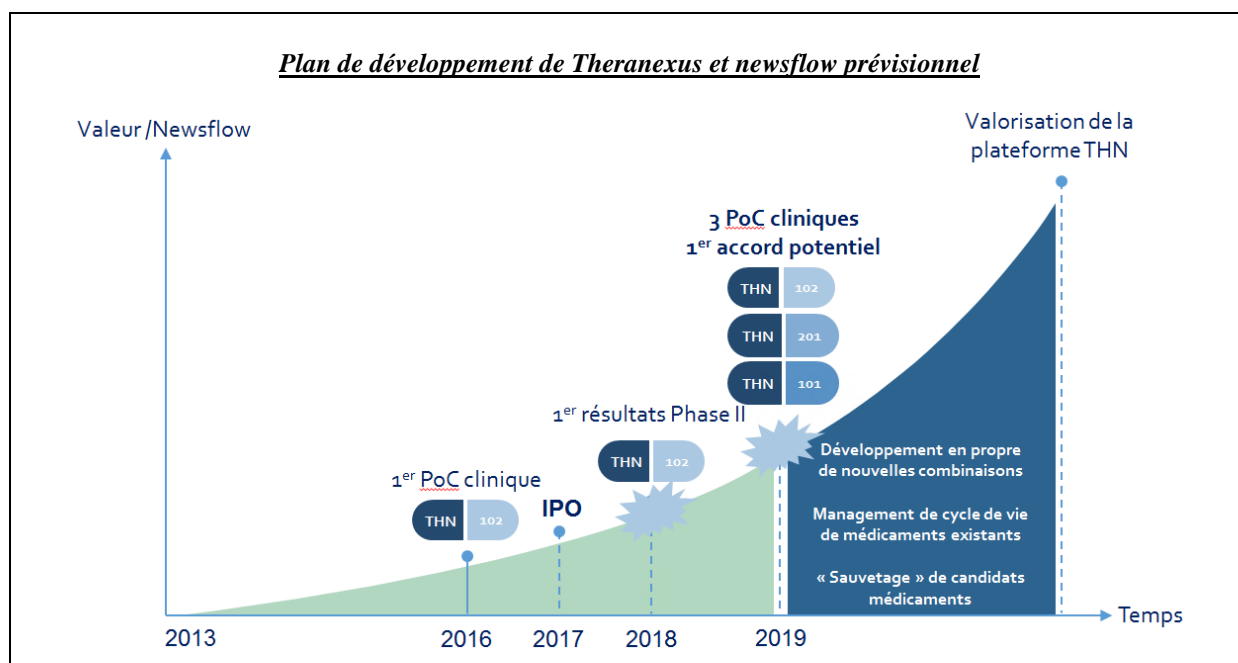 Plan de développement de Theranexus et newsflow prévisionnel
Valeur /Newsflow
Valorisation de la
plateforme THN
3 PoC cliniques
1er accord potentiel
THN 102
THN 201
THN 101
1er résultats Phase II
THN 102
1er PoC clinique
THN 102
IPO
Développement en propre
de nouvelles combinaisons
Management de cycle de vie
de médicaments existants
« Sauvetage » de candidats
médicaments
Temps
2013
2016
2017
2018
2019